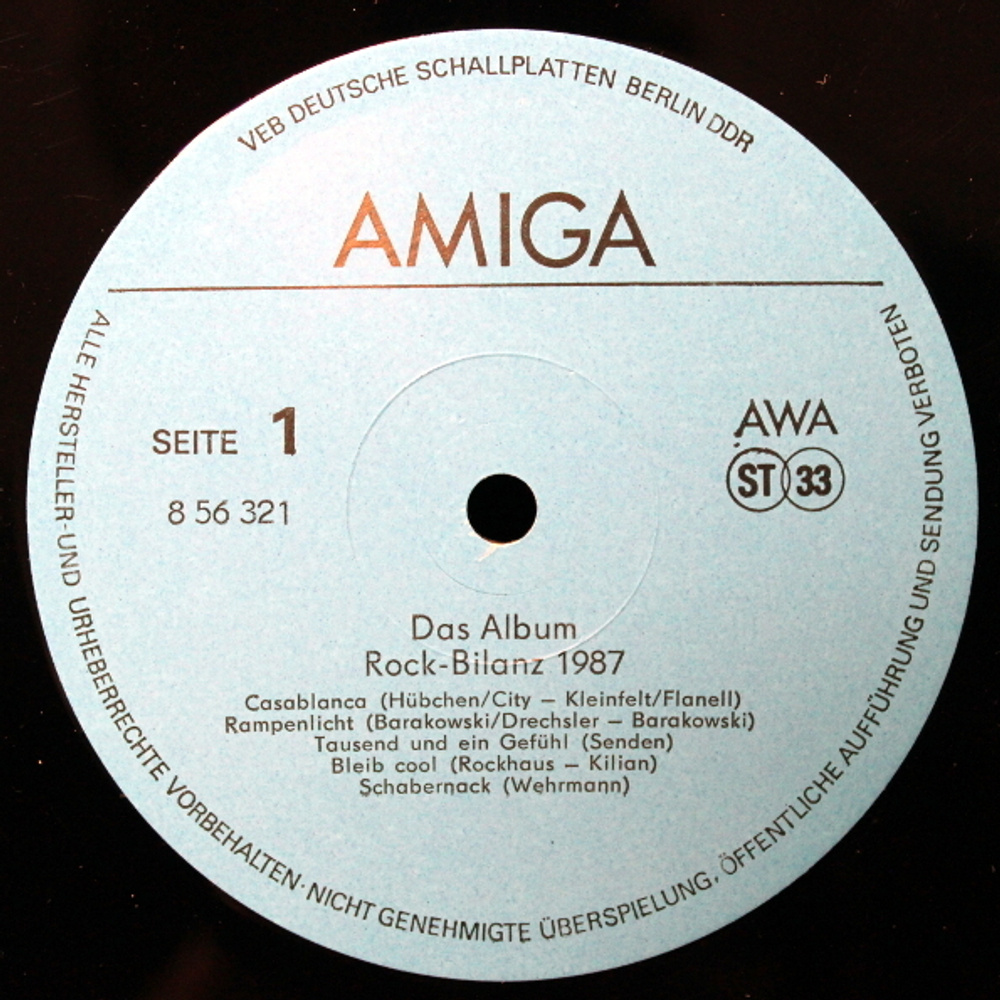 VEB DEUTSCHE SCHALLPLATTEN BERLIN DDR
AMIGA
SEITE 1
8 56 321
AWA
ST 33
Das Album
Rock-Bilanz 1987
Casablanca (Hübchen/City – Kleinfelt/Flanell)
Rampenlicht (Barakowski/Drechsler – Barakowski)
Tausend und ein Gefühl (Senden)
Bleib cool (Rockhaus – Kilian)
Schabernack (Wehrmann)
ALLE HERSTELLER-UND URHEBERRECHTE VORBEHALTEN·NICHT GENEHMIGTE ÜBERSPIELUNG, ÖFFENTLICHE AUFFÜHRUNG UND SENDUNG VERBOTEN